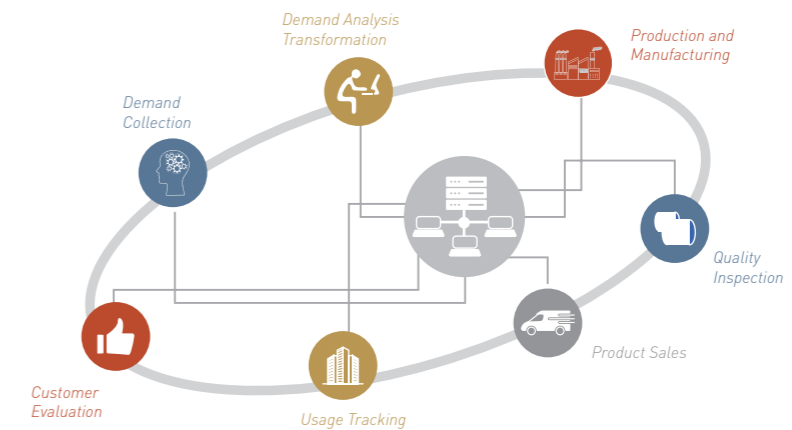 Demand Analysis
Transformation
Production and
Manufacturing
Demand
Collection
Quality
Inspection
Product Sales
Customer
Evaluation
Usage Tracking